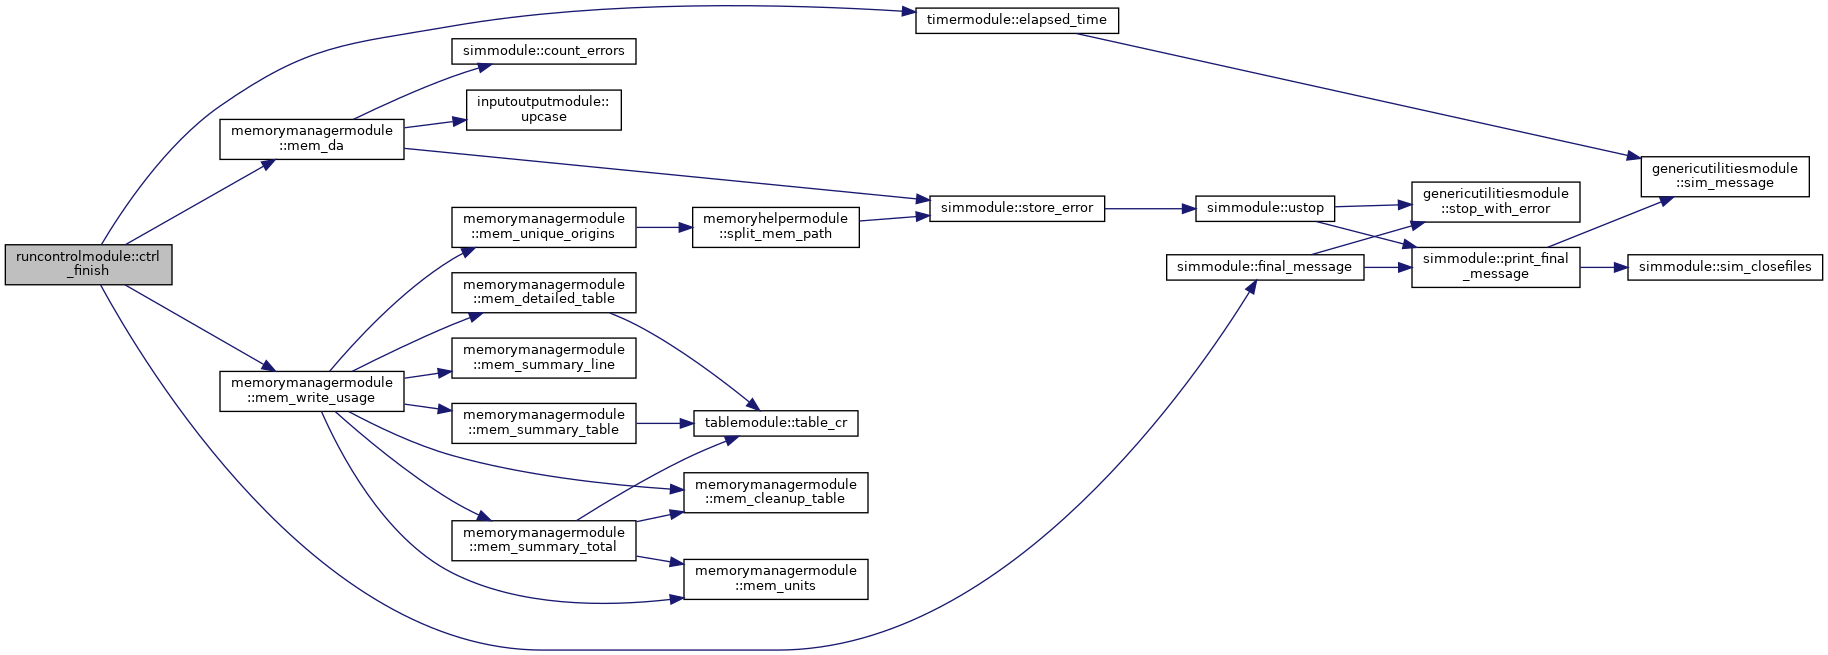 timermodule::elapsed_time
simmodule::count_errors
inputoutputmodule::
upcase
memorymanagermodule
::mem_da
genericutilitiesmodule
::sim_message
genericutilitiesmodule
::stop_with_error
simmodule::store_error
simmodule::ustop
memorymanagermodule
::mem_unique_origins
memoryhelpermodule
::split_mem_path
runcontrolmodule::ctrl
_finish
simmodule::final_message
simmodule::print_final
_message
simmodule::sim_closefiles
memorymanagermodule
::mem_detailed_table
memorymanagermodule
::mem_summary_line
memorymanagermodule
::mem_write_usage
memorymanagermodule
::mem_summary_table
tablemodule::table_cr
memorymanagermodule
::mem_cleanup_table
memorymanagermodule
::mem_summary_total
memorymanagermodule
::mem_units